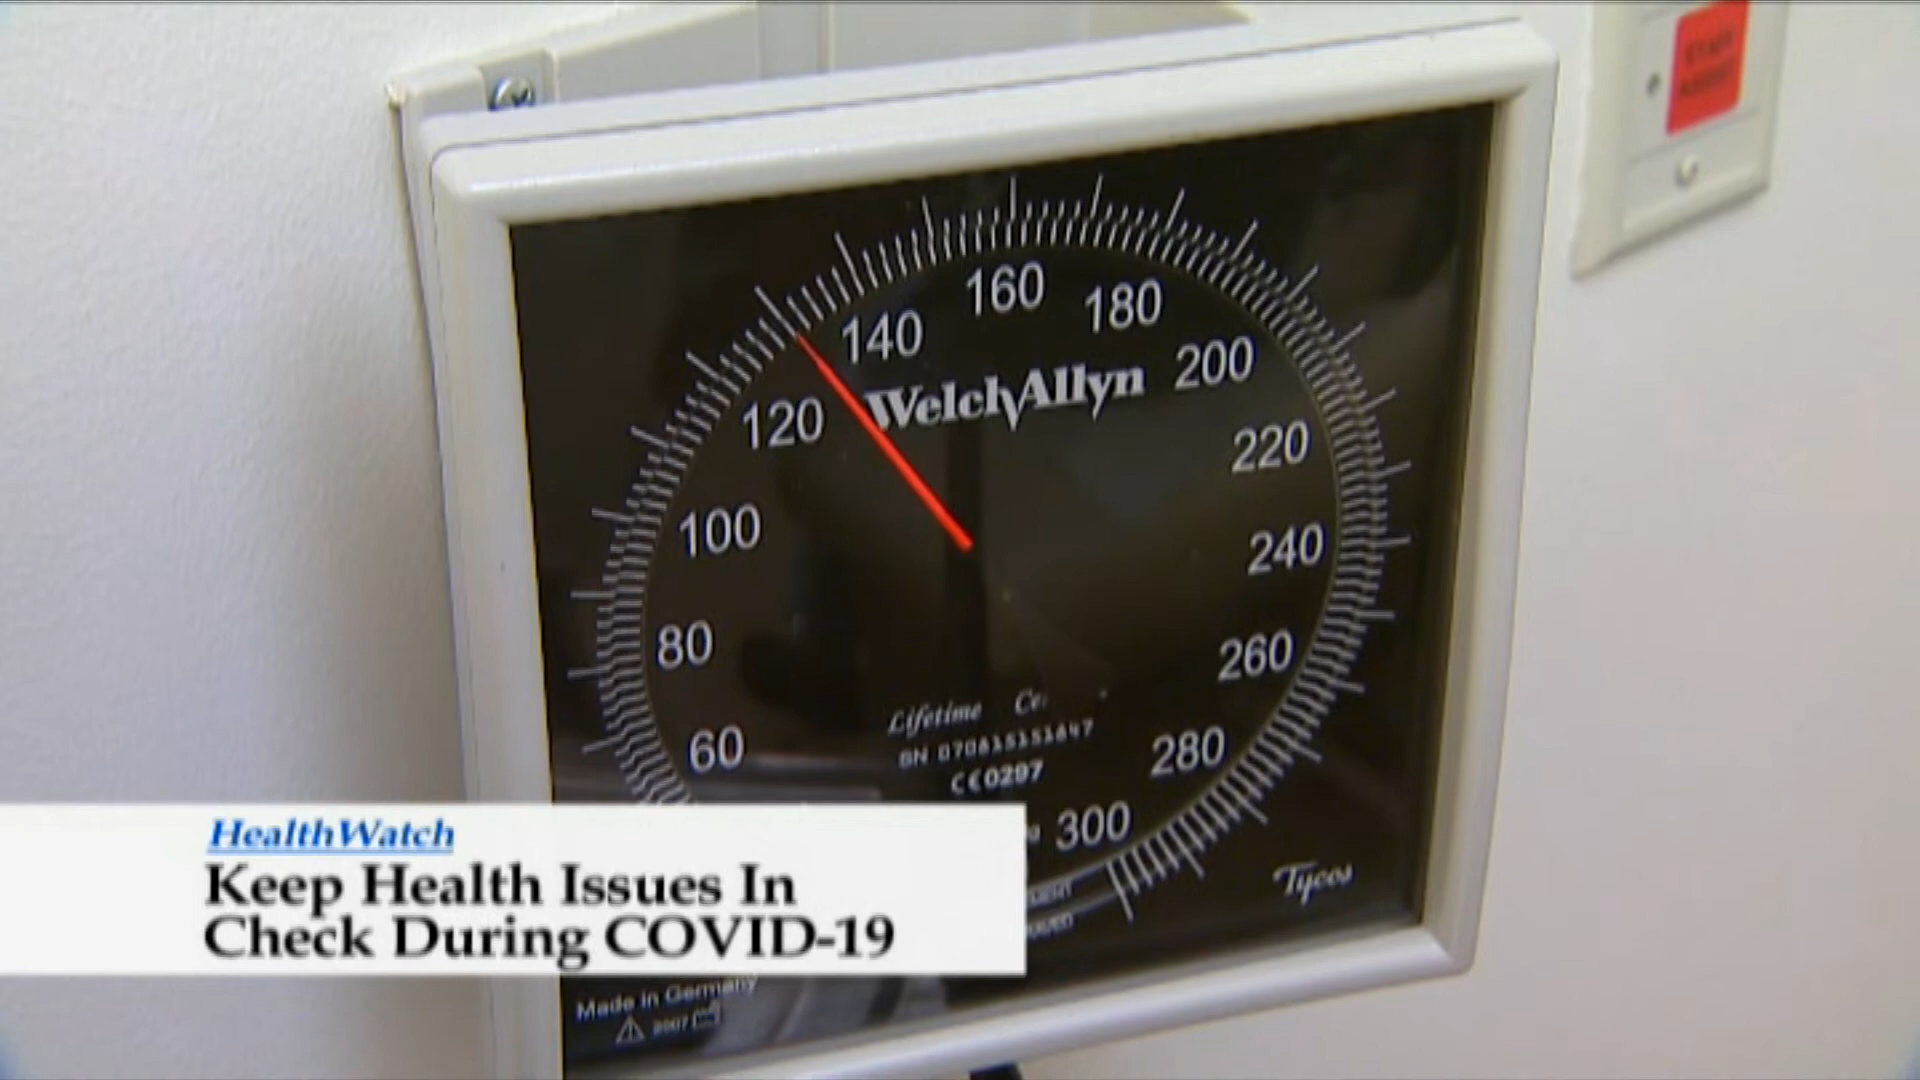 160
140
180
200
WelchAllyn
120
220
100
240
80
260
Lifetime
60
280
CE0297
300
HealthWatch
Keep Health Issues In
Check During COVID-19
Tycos
Made in Germany
2007